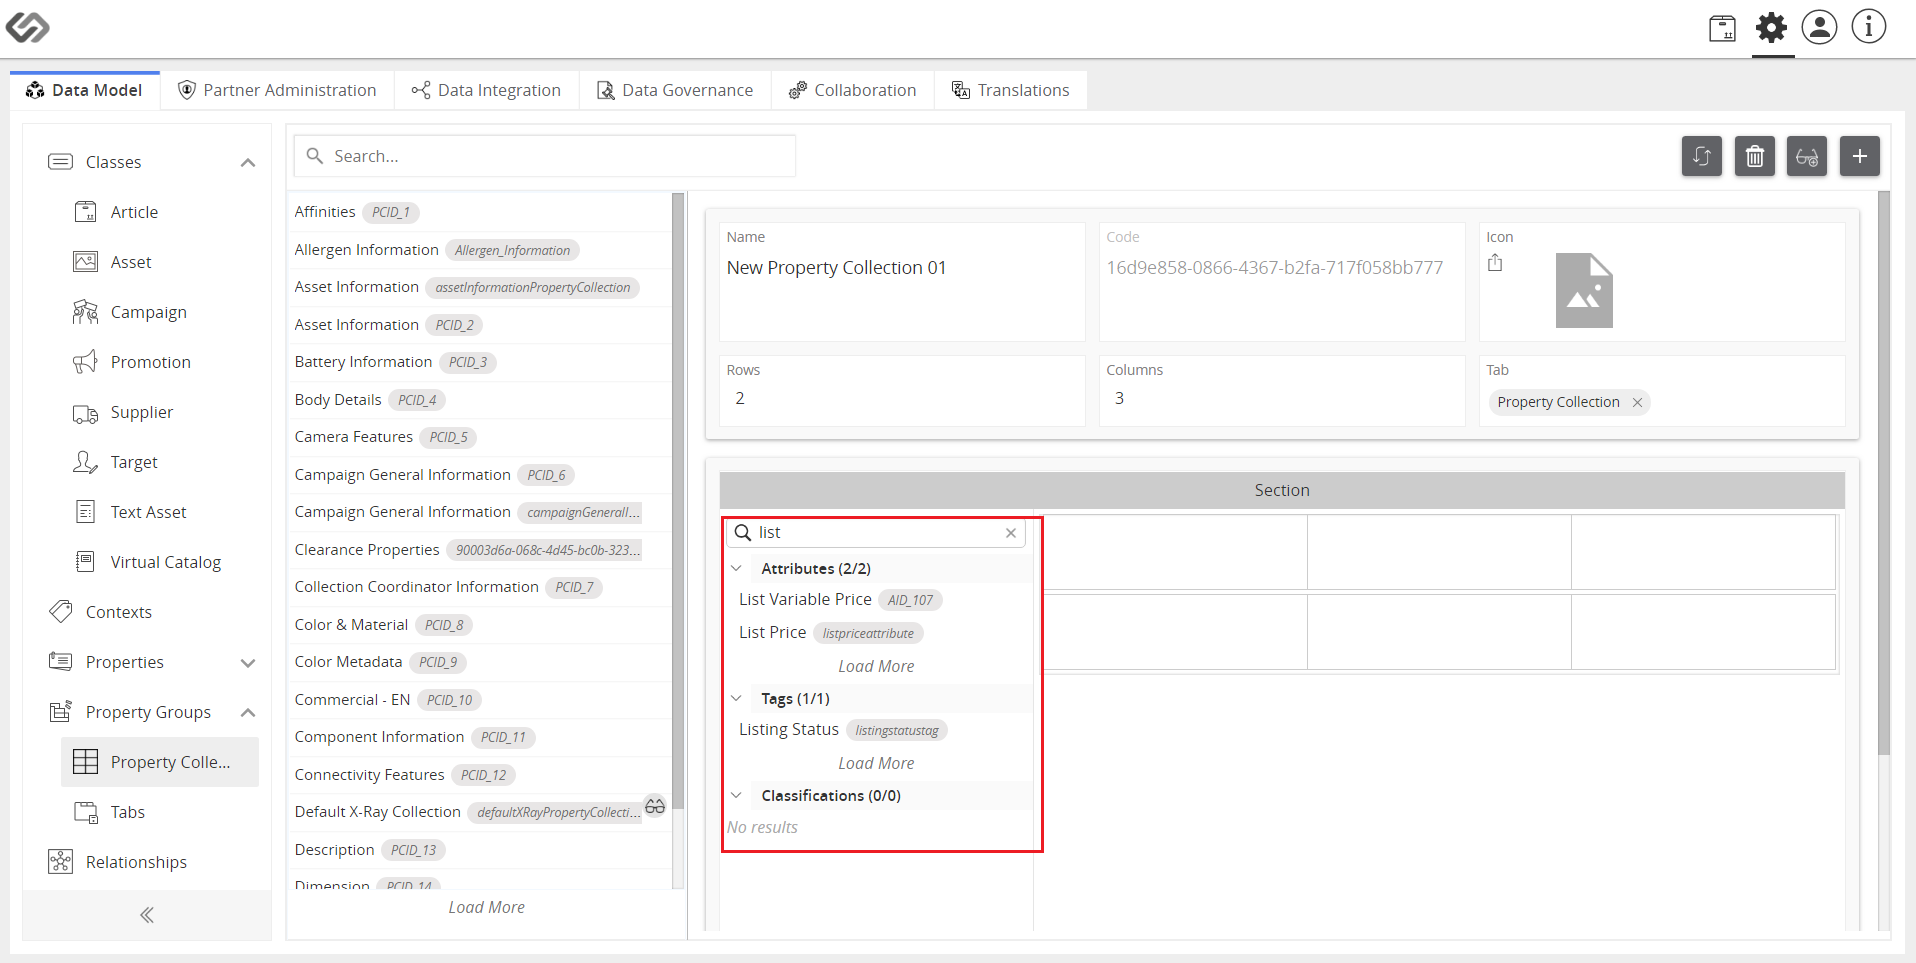 Data Model
Partner Administration
Data Integration
Data Governance
Collaboration
Translations
Classes
Article
Asset
Campaign
Promotion
Supplier
Target
Text Asset
Virtual Catalog
Contexts
Properties
Property Groups
Property Colle...
Tabs
Relationships
Search...
Affinities PCID_1
Allergen Information Allergen_Information
Asset Information assetInformationPropertyCollection
Asset Information PCID_2
Battery Information PCID_3
Body Details PCID_4
Camera Features PCID_5
Campaign General Information PCID_6
Campaign General Information campaignGeneralI...
Clearance Properties 90003d6a-068c-4d45-bc0b-323...
Collection Coordinator Information PCID_7
Color & Material PCID_8
Color Metadata PCID_9
Commercial - EN PCID_10
Component Information PCID_11
Connectivity Features PCID_12
Default X-Ray Collection defaultXRayPropertyCollecti...
Description PCID_13
Dimension PCID_14
Load More
Name
New Property Collection 01
Code
16d9e858-0866-4367-b2fa-717f058bb777
Icon
Rows
2
Columns
3
Tab
Property Collection
Section
list
Attributes (2/2)
List Variable Price AID_107
List Price listpriceattribute
Load More
Tags (1/1)
Listing Status listingstatustag
Load More
Classifications (0/0)
No results